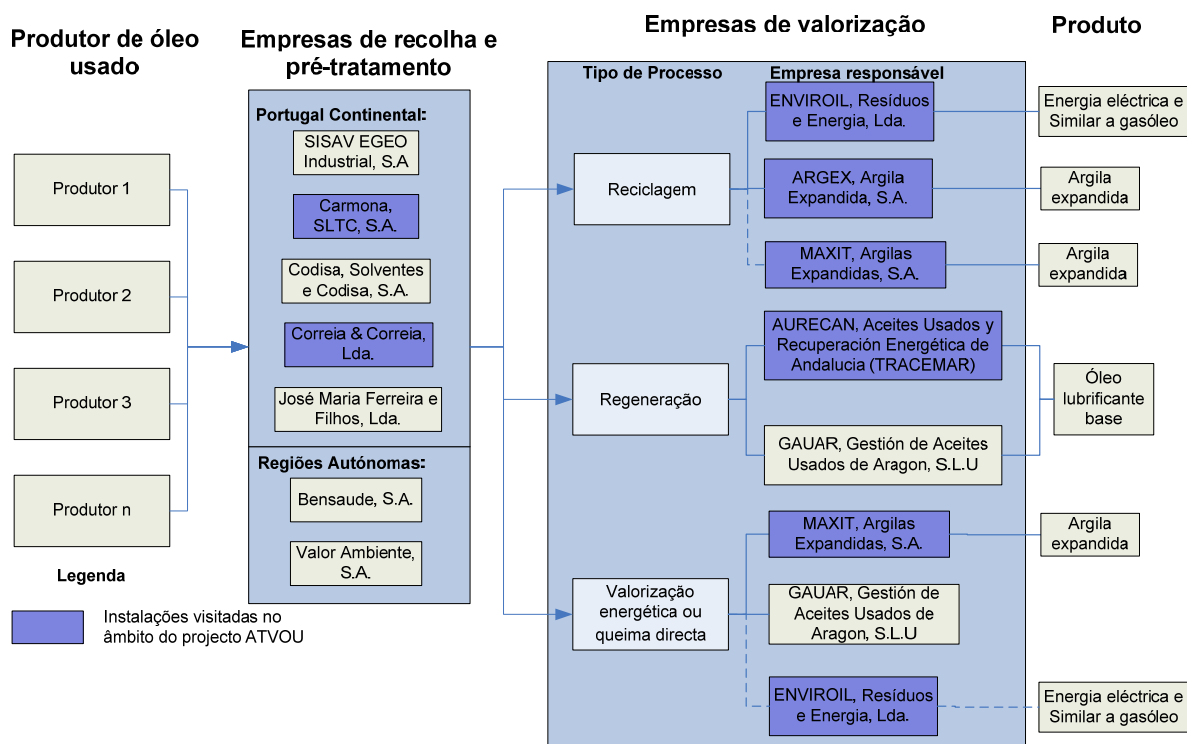 Produtor de óleo
usado
Empresas de recolha e
pré-tratamento
Empresas de valorização
Produto
Produtor 1
Produtor 2
Produtor 3
Produtor n
Legenda
Instalações visitadas no
âmbito do projecto ATVOU
Portugal Continental:
SISAV EGEO
Industrial, S.A
Carmona,
SLTC, S.A.
Codisa, Solventes
e Codisa, S.A.
Correia & Correia,
Lda.
José Maria Ferreira e
Filhos, Lda.
Regiões Autónomas:
Bensaude, S.A.
Valor Ambiente,
S.A.
Tipo de Processo
Empresa responsável
Reciclagem
ENVIROIL, Resíduos
e Energia, Lda.
Energia eléctrica e
Similar a gasóleo
ARGEX, Argila
Expandida, S.A.
Argila
expandida
MAXIT, Argilas
Expandidas, S.A.
Argila
expandida
Regeneração
AURECAN, Aceites Usados y
Recuperación Energética de
Andalucia (TRACEMAR)
GAUAR, Gestión de Aceites
Usados de Aragon, S.L.U
Óleo
lubrificante
base
Valorização
energética ou
queima directa
MAXIT, Argilas
Expandidas, S.A.
Argila
expandida
GAUAR, Gestión de
Aceites Usados de
Aragon, S.L.U
ENVIROIL, Resíduos
e Energia, Lda.
Energia eléctrica e
Similar a gasóleo